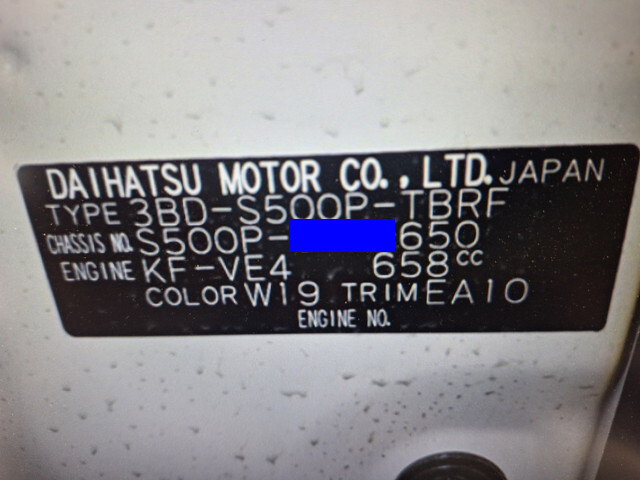 DAIHATSU MOTOR CO., LTD. JAPAN
TYPE 3BD-S500P-TBRF
CHASSIS NO. S500P- 650
ENGINE KF-VE4 658cc
COLOR W19 TRIM EA10
ENGINE NO.